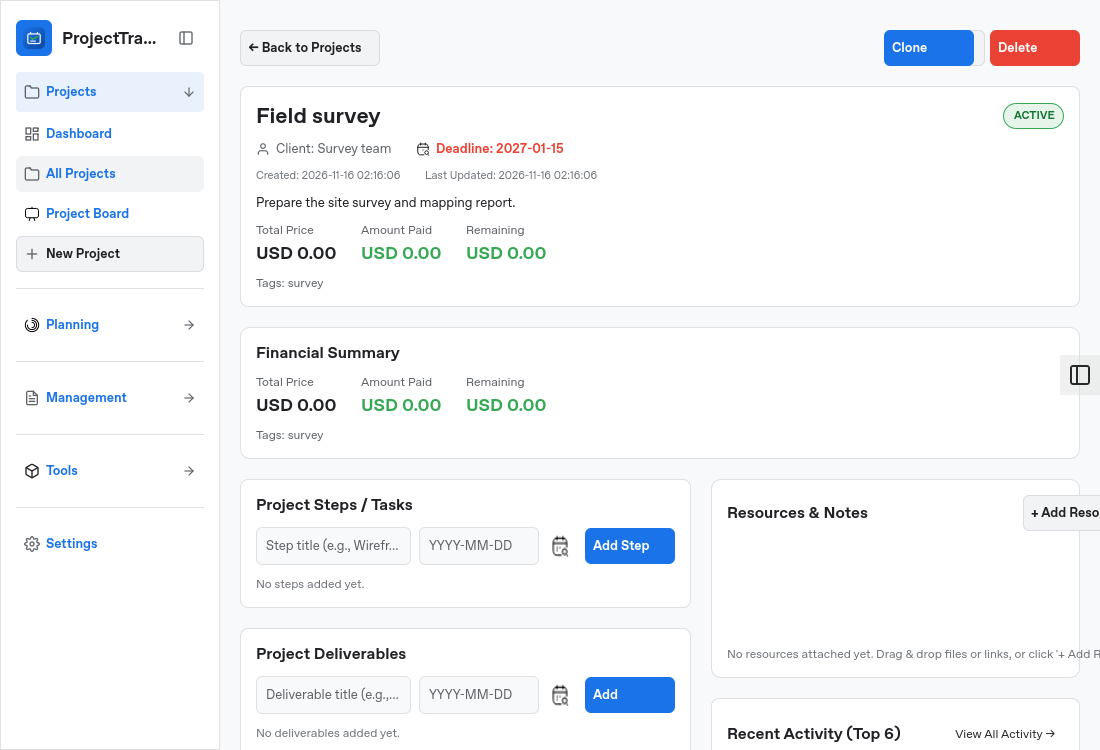 ProjectTra...
Projects
Dashboard
All Projects
Project Board
New Project
Planning
Management
Tools
Settings
Back to Projects
Clone
Delete
Field survey
ACTIVE
Client: Survey team
Deadline: 2027-01-15
Created: 2026-11-16 02:16:06
Last Updated: 2026-11-16 02:16:06
Prepare the site survey and mapping report.
Total Price
Amount Paid
Remaining
USD 0.00
USD 0.00
USD 0.00
Tags: survey
Financial Summary
Total Price
Amount Paid
Remaining
USD 0.00
USD 0.00
USD 0.00
Tags: survey
Project Steps / Tasks
Step title (e.g., Wirefr...
YYYY-MM-DD
Add Step
No steps added yet.
Project Deliverables
Deliverable title (e.g.,...
YYYY-MM-DD
Add
No deliverables added yet.
Resources & Notes
+ Add Reso
No resources attached yet. Drag & drop files or links, or click '+ Add R
Recent Activity (Top 6)
View All Activity →